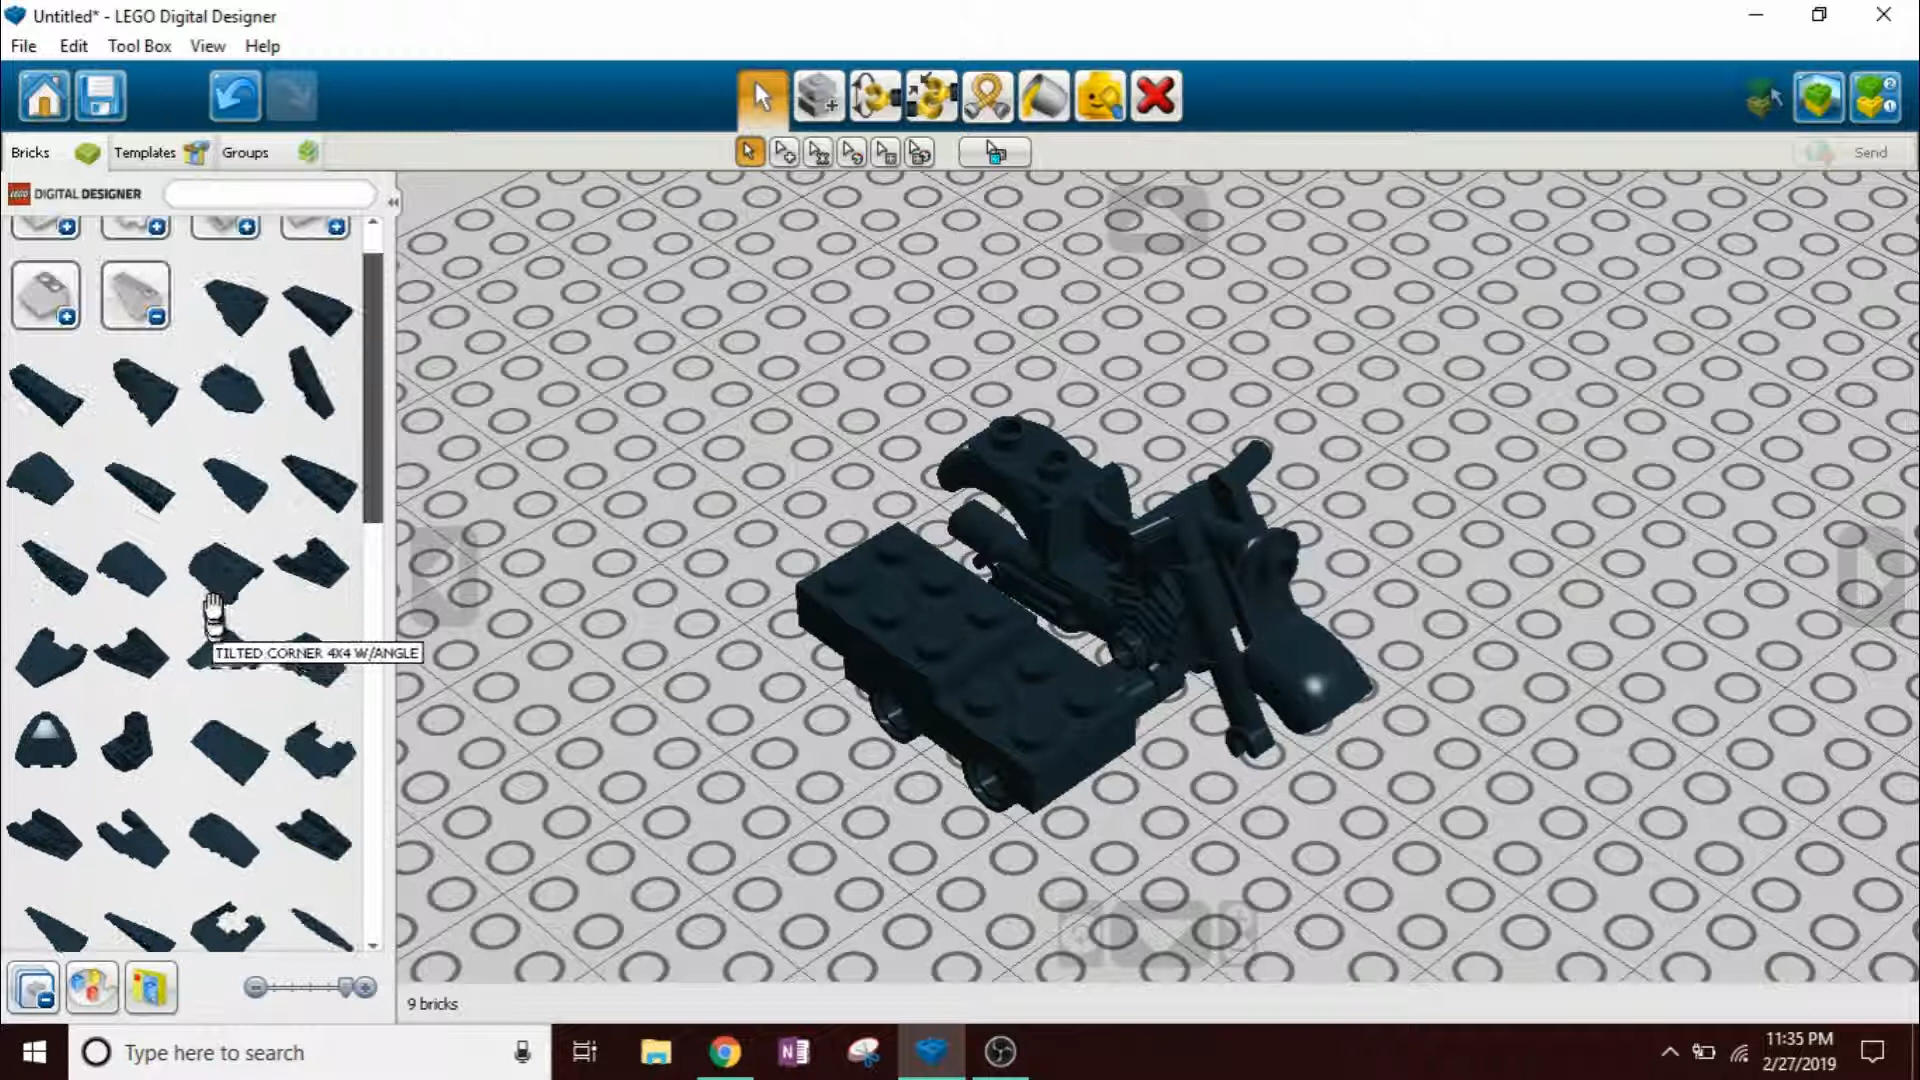 Untitled* - LEGO Digital Designer
File Edit Tool Box View Help
Bricks Templates Groups
Send
LEGO DIGITAL DESIGNER
TILTED CORNER 4X4 W/ANGLE
9 bricks
Type here to search
11:35 PM
2/27/2019